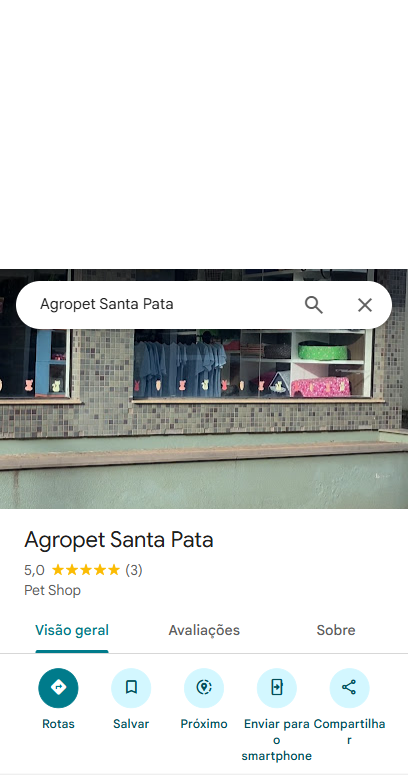 Agropet Santa Pata
Agropet Santa Pata
5,0 (3)
Pet Shop
Visão geral Avaliações Sobre
Rotas Salvar Próximo Enviar para Compartilha
o r
smartphone